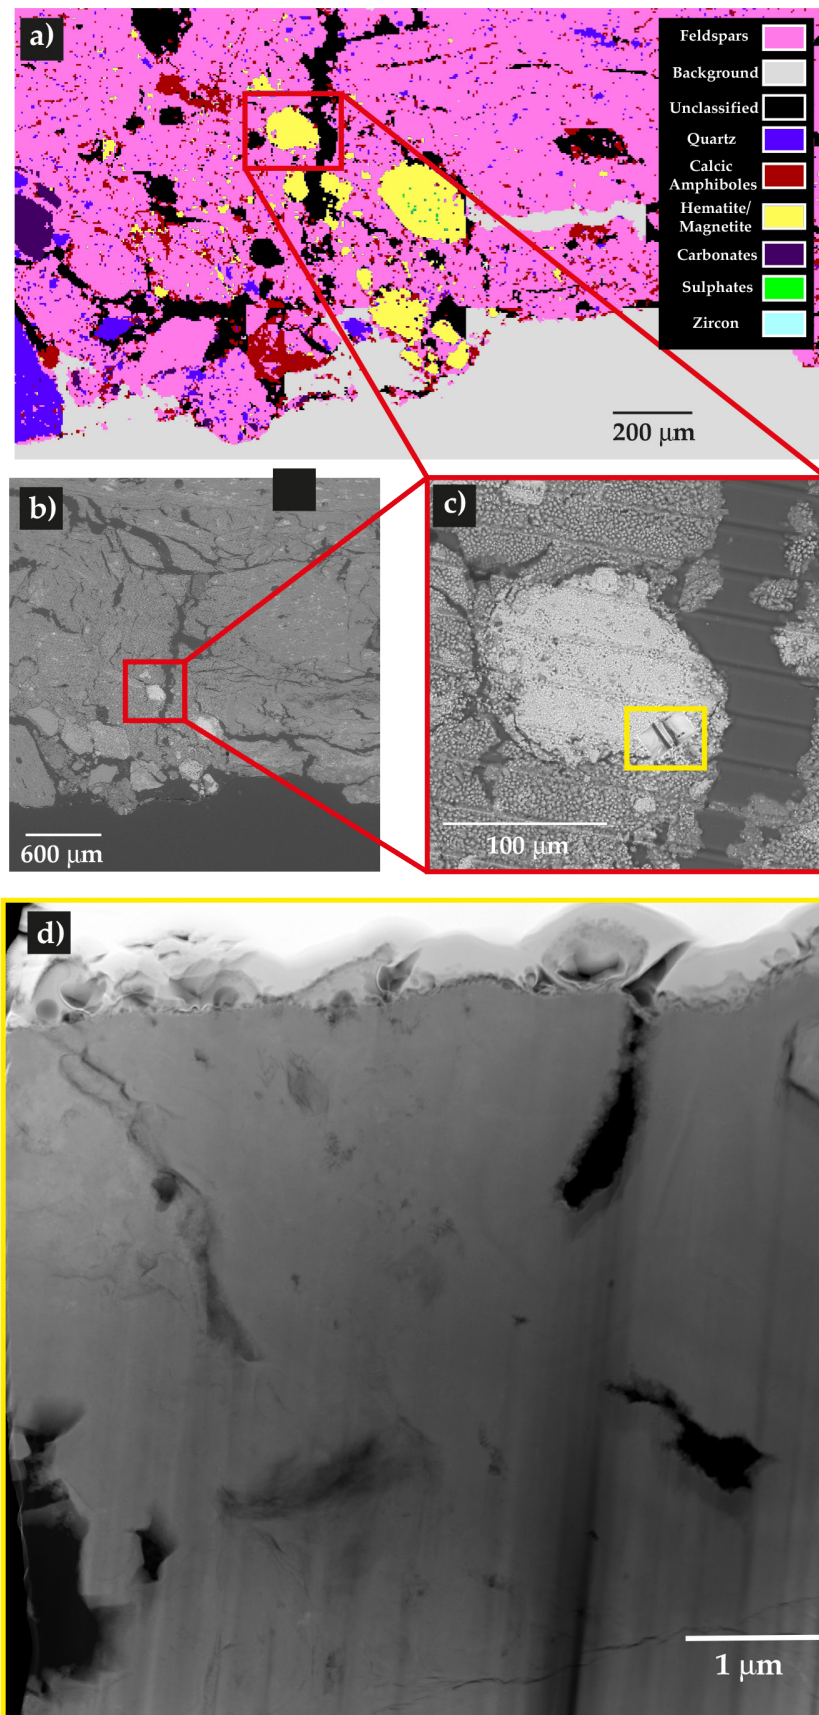 a)
Feldspars
Background
Unclassified
Quartz
Calcic
Amphiboles
Hematite/
Magnetite
Carbonates
Sulphates
Zircon
200 μm
b)
600 μm
c)
100 μm
d)
1 μm